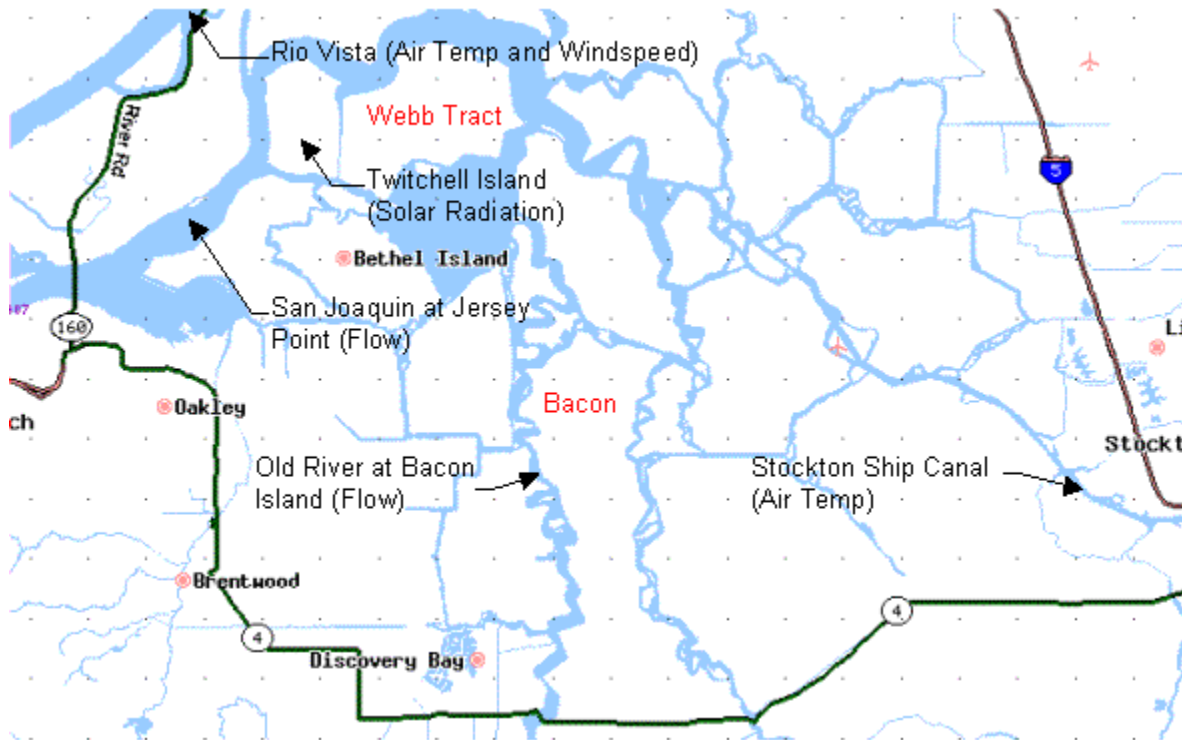 Rio Vista (Air Temp and Windspeed)
Webb Tract
River Rd
5
Twitchell Island
(Solar Radiation)
Bethel Island
San Joaquin at Jersey
Point (Flow)
160
Li
Bacon
Oakley
ch
Stockt
Old River at Bacon
Island (Flow)
Stockton Ship Canal
(Air Temp)
Brentwood
4
4
Discovery Bay